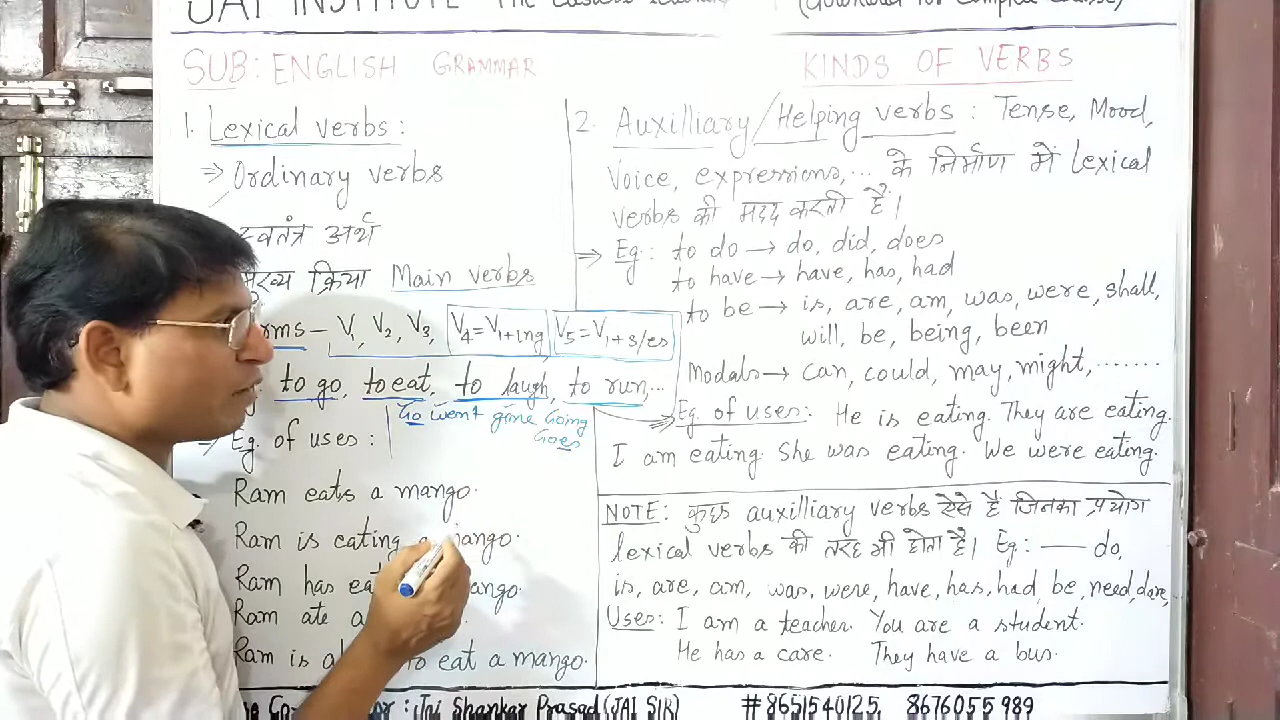 JAI INSTITUTE The Eastern
SUB: ENGLISH GRAMMAR
KINDS OF VERBS
1. Lexical verbs:
⇒ Ordinary verbs
स्वतंत्र अर्थ
मुख्य क्रिया Main verbs
rms – V₁, V₂, V₃, V₄=V₁+ing V₅=V₁+s/es
to go, to eat, to laugh, to run,...
Go went gone Going
Goes
⇒ Eg. of uses:
Ram eats a mango.
Ram is eating a mango.
Ram has eat mango.
Ram ate a
Ram is a to eat a mango.
2. Auxilliary/Helping verbs: Tense, Mood,
Voice, expressions,... के निर्माण में Lexical
verbs की मदद करती हैं।
⇒ Eg.: to do → do, did, does
to have → have, has, had
to be → is, are, am, was, were, shall,
will, be, being, been
Modals → can, could, may, might,........
Eg. of uses: He is eating. They are eating.
I am eating. She was eating. We were eating.
NOTE: कुछ auxilliary verbs ऐसे हैं जिनका प्रयोग
lexical verbs की तरह भी होता है। Eg: — do,
is, are, am, was, were, have, has, had, be, need, dare,..
Uses: I am a teacher. You are a student.
He has a care. They have a bus.
: Jai Shankar Prasad (JAI SIR) # 8651540125, 8676055989